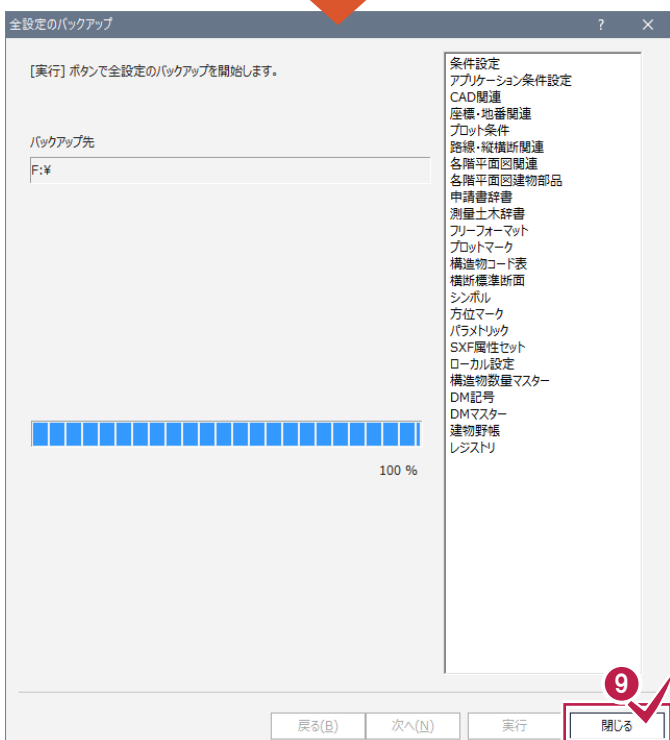 全設定のバックアップ
[実行] ボタンで全設定のバックアップを開始します。
バックアップ先
F:¥
100 %
条件設定
アプリケーション条件設定
CAD関連
座標・地番関連
プロット条件
路線・縦横断関連
各階平面図関連
各階平面図建物部品
申請書辞書
測量土木辞書
フリーフォーマット
プロットマーク
構造物コード表
横断標準断面
シンボル
方位マーク
パラメトリック
SXF属性セット
ローカル設定
構造物数量マスター
DM記号
DMマスター
建物野帳
レジストリ
9
戻る(B) 次へ(N) 実行 閉じる